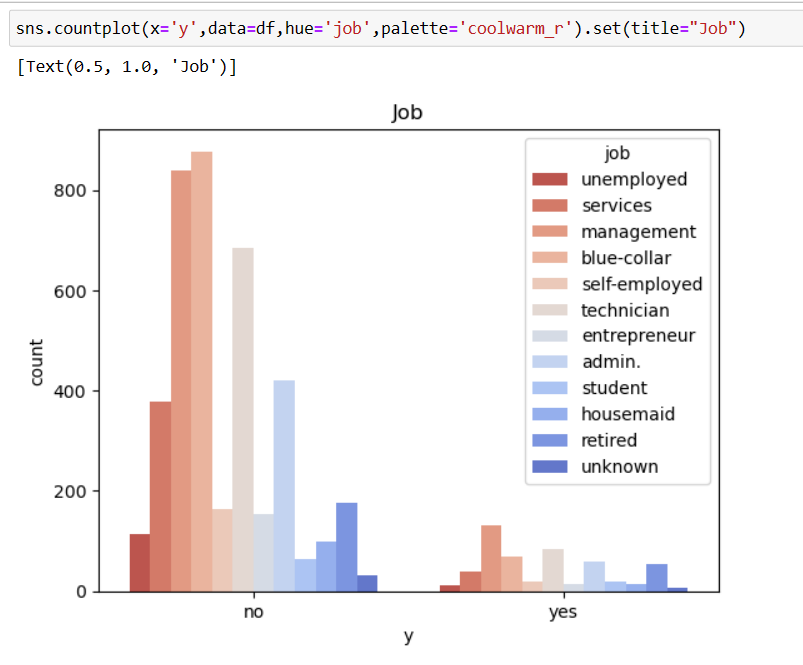 sns.countplot(x='y',data=df,hue='job',palette='coolwarm_r').set(title="Job")
[Text(0.5, 1.0, 'Job')]
Job
800
600
400
200
0
count
no
yes
y
job
unemployed
services
management
blue-collar
self-employed
technician
entrepreneur
admin.
student
housemaid
retired
unknown